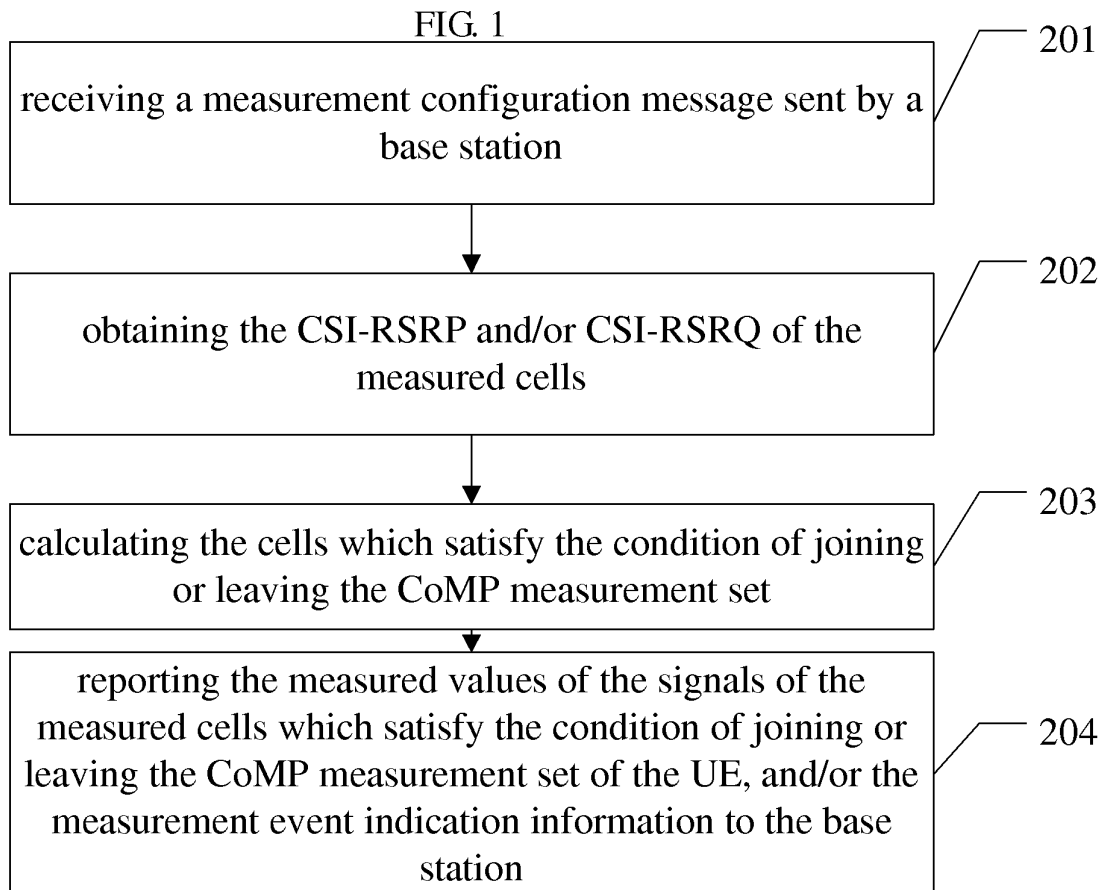 FIG. 1
201
receiving a measurement configuration message sent by a
base station
202
obtaining the CSI-RSRP and/or CSI-RSRQ of the
measured cells
203
calculating the cells which satisfy the condition of joining
or leaving the CoMP measurement set
204
reporting the measured values of the signals of the
measured cells which satisfy the condition of joining or
leaving the CoMP measurement set of the UE, and/or the
measurement event indication information to the base
station